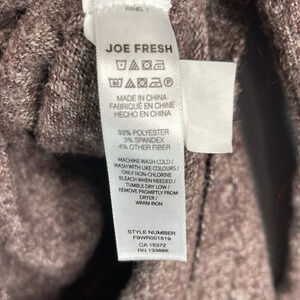 PANEL 1
JOE FRESH
MADE IN CHINA
FABRIQUÉ EN CHINE
HECHO EN CHINA
93% POLYESTER
3% SPANDEX
4% OTHER FIBER
MACHINE WASH COLD /
WASH WITH LIKE COLOURS /
ONLY NON-CHLORINE
BLEACH WHEN NEEDED /
TUMBLE DRY LOW /
REMOVE PROMPTLY FROM
DRYER /
WARM IRON
STYLE NUMBER
F9WR001519
CA 15372
RN 133886